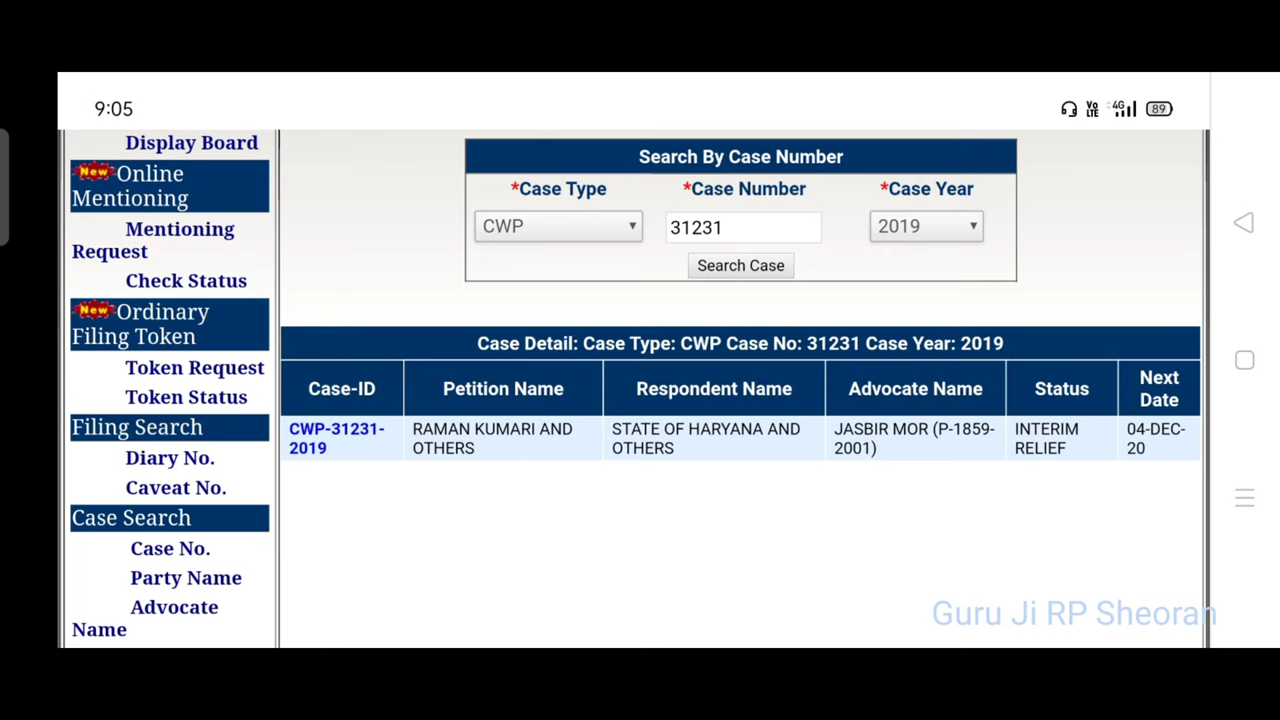 9:05
Vo LTE 4G 89
Display Board
New Online
Mentioning
Mentioning
Request
Check Status
New Ordinary
Filing Token
Token Request
Token Status
Filing Search
Diary No.
Caveat No.
Case Search
Case No.
Party Name
Advocate
Name
Search By Case Number
*Case Type *Case Number *Case Year
CWP 31231 2019
Search Case
Case Detail: Case Type: CWP Case No: 31231 Case Year: 2019
Case-ID Petition Name Respondent Name Advocate Name Status Next
Date
CWP-31231- RAMAN KUMARI AND STATE OF HARYANA AND JASBIR MOR (P-1859- INTERIM 04-DEC-
2019 OTHERS OTHERS 2001) RELIEF 20
Guru Ji RP Sheoran